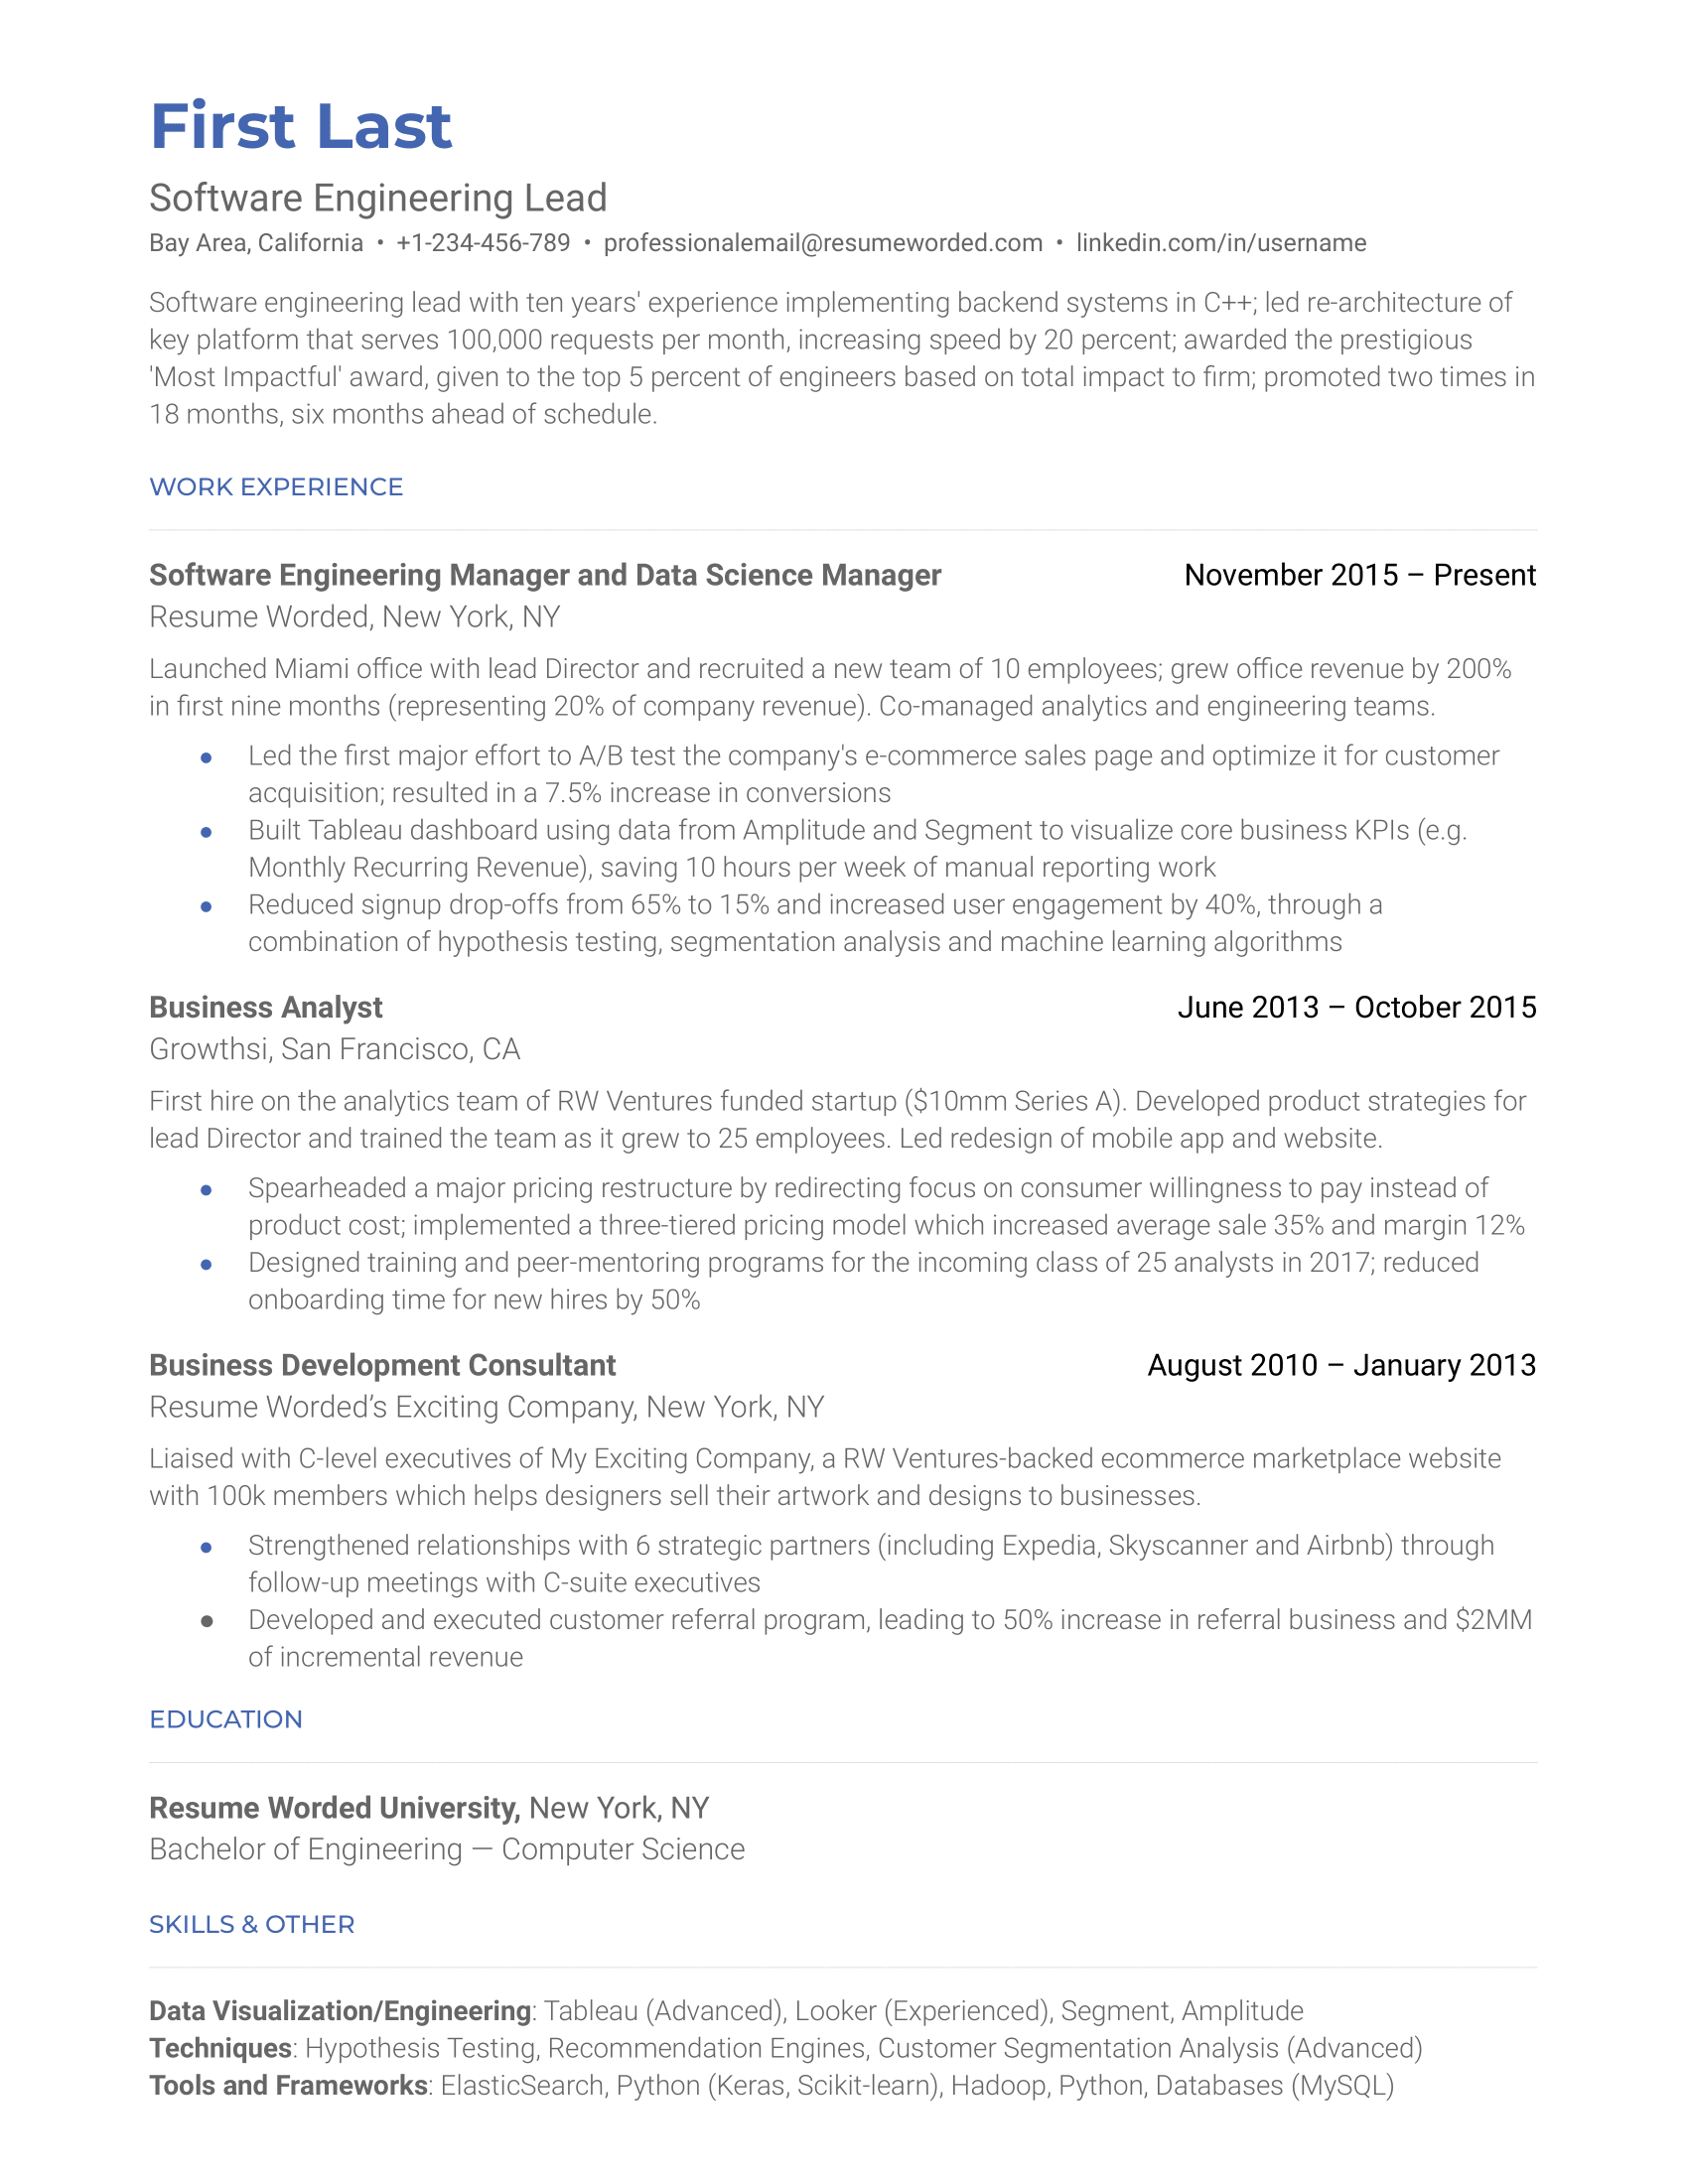 First Last
Software Engineering Lead
Bay Area, California • +1-234-456-789 • professionalemail@resumeworded.com • linkedin.com/in/username
Software engineering lead with ten years' experience implementing backend systems in C++; led re-architecture of
key platform that serves 100,000 requests per month, increasing speed by 20 percent; awarded the prestigious
'Most Impactful' award, given to the top 5 percent of engineers based on total impact to firm; promoted two times in
18 months, six months ahead of schedule.
WORK EXPERIENCE
Software Engineering Manager and Data Science Manager November 2015 – Present
Resume Worded, New York, NY
Launched Miami office with lead Director and recruited a new team of 10 employees; grew office revenue by 200%
in first nine months (representing 20% of company revenue). Co-managed analytics and engineering teams.
● Led the first major effort to A/B test the company's e-commerce sales page and optimize it for customer
acquisition; resulted in a 7.5% increase in conversions
● Built Tableau dashboard using data from Amplitude and Segment to visualize core business KPIs (e.g.
Monthly Recurring Revenue), saving 10 hours per week of manual reporting work
● Reduced signup drop-offs from 65% to 15% and increased user engagement by 40%, through a
combination of hypothesis testing, segmentation analysis and machine learning algorithms
Business Analyst June 2013 – October 2015
Growthsi, San Francisco, CA
First hire on the analytics team of RW Ventures funded startup ($10mm Series A). Developed product strategies for
lead Director and trained the team as it grew to 25 employees. Led redesign of mobile app and website.
● Spearheaded a major pricing restructure by redirecting focus on consumer willingness to pay instead of
product cost; implemented a three-tiered pricing model which increased average sale 35% and margin 12%
● Designed training and peer-mentoring programs for the incoming class of 25 analysts in 2017; reduced
onboarding time for new hires by 50%
Business Development Consultant August 2010 – January 2013
Resume Worded’s Exciting Company, New York, NY
Liaised with C-level executives of My Exciting Company, a RW Ventures-backed ecommerce marketplace website
with 100k members which helps designers sell their artwork and designs to businesses.
● Strengthened relationships with 6 strategic partners (including Expedia, Skyscanner and Airbnb) through
follow-up meetings with C-suite executives
● Developed and executed customer referral program, leading to 50% increase in referral business and $2MM
of incremental revenue
EDUCATION
Resume Worded University, New York, NY
Bachelor of Engineering — Computer Science
SKILLS & OTHER
Data Visualization/Engineering: Tableau (Advanced), Looker (Experienced), Segment, Amplitude
Techniques: Hypothesis Testing, Recommendation Engines, Customer Segmentation Analysis (Advanced)
Tools and Frameworks: ElasticSearch, Python (Keras, Scikit-learn), Hadoop, Python, Databases (MySQL)